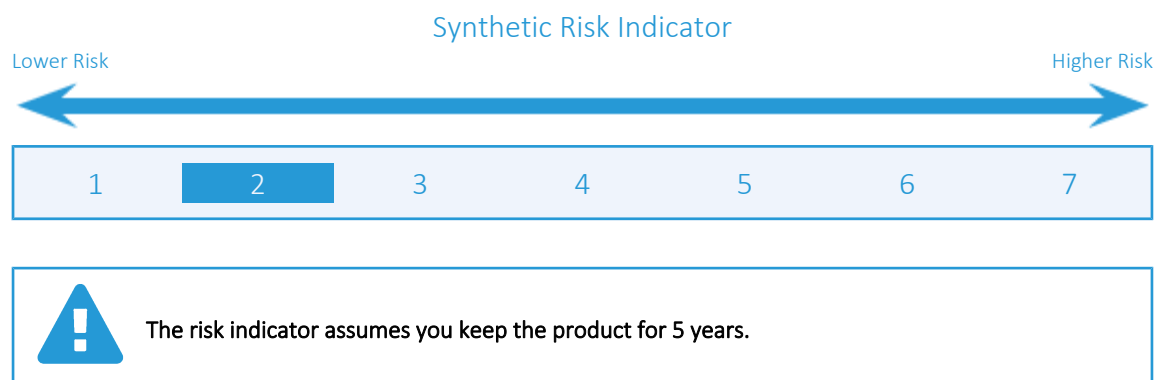 Synthetic Risk Indicator
Lower Risk Higher Risk
1 2 3 4 5 6 7
The risk indicator assumes you keep the product for 5 years.